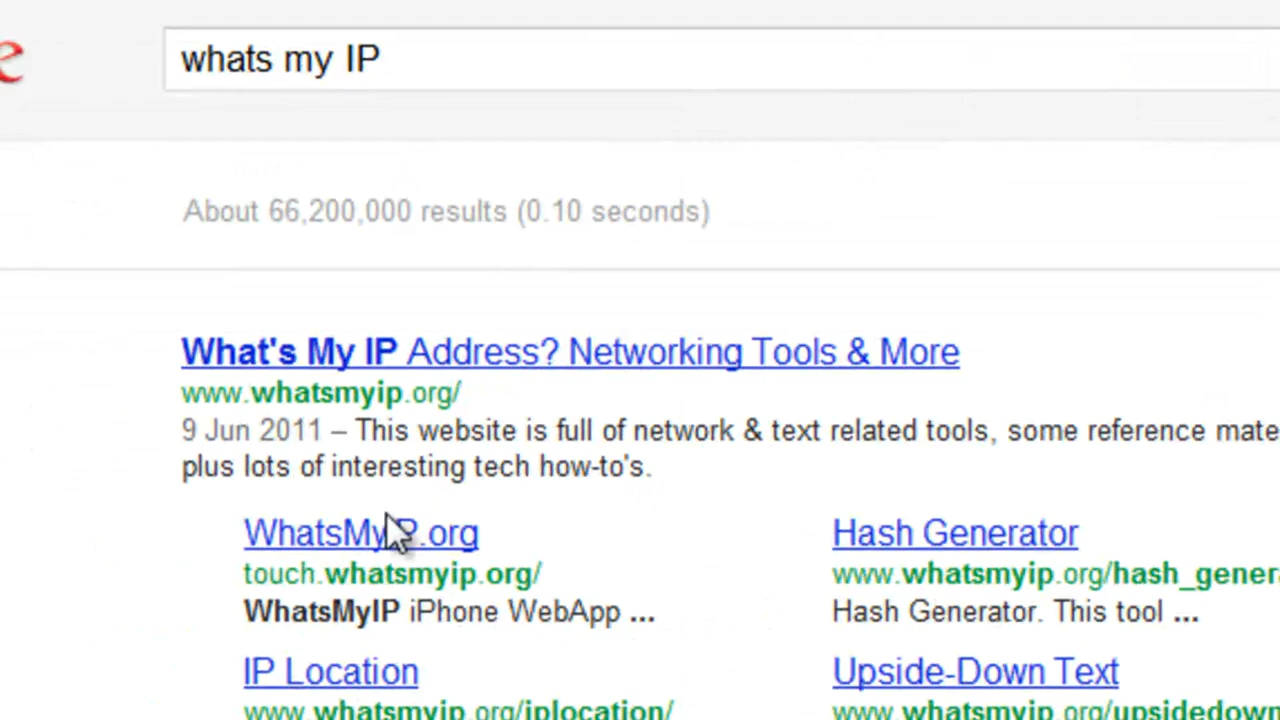 e
whats my IP
About 66,200,000 results (0.10 seconds)
What's My IP Address? Networking Tools & More
www.whatsmyip.org/
9 Jun 2011 – This website is full of network & text related tools, some reference mate
plus lots of interesting tech how-to's.
WhatsMyIP.org
touch.whatsmyip.org/
WhatsMyIP iPhone WebApp ...
Hash Generator
www.whatsmyip.org/hash_genera
Hash Generator. This tool ...
IP Location
www.whatsmyip.org/iplocation/
Upside-Down Text
www.whatsmyip.org/upsidedown